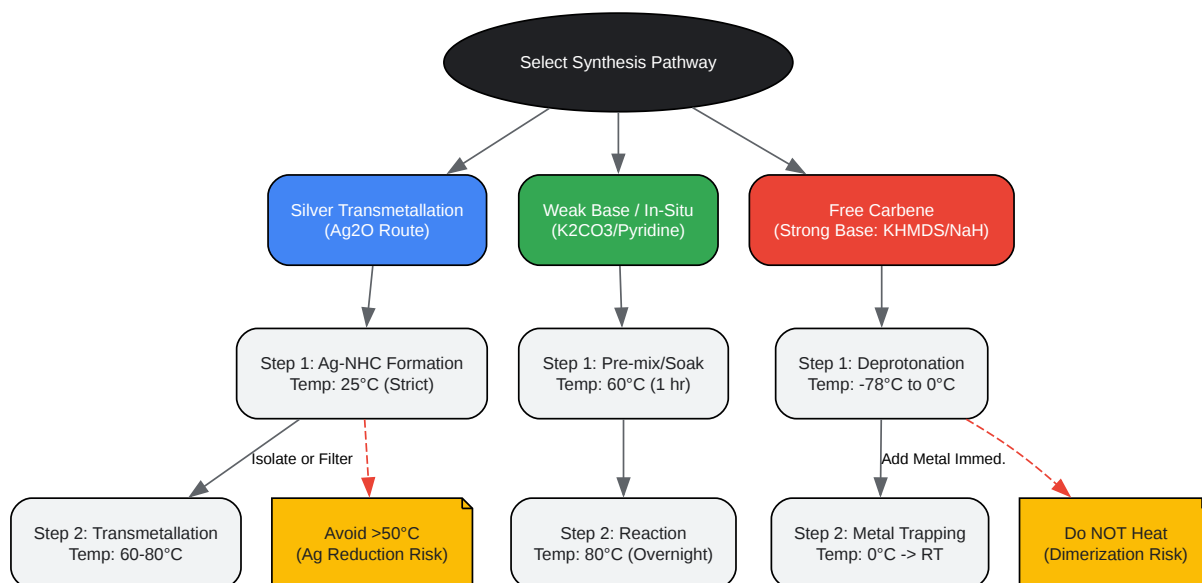 Select Synthesis Pathway
Silver Transmetallation
(Ag2O Route)
Weak Base / In-Situ
(K2CO3/Pyridine)
Free Carbene
(Strong Base: KHMDS/NaH)
Step 1: Ag-NHC Formation
Temp: 25°C (Strict)
Step 1: Pre-mix/Soak
Temp: 60°C (1 hr)
Step 1: Deprotonation
Temp: -78°C to 0°C
Isolate or Filter
Add Metal Immed.
Step 2: Transmetallation
Temp: 60-80°C
Avoid >50°C
(Ag Reduction Risk)
Step 2: Reaction
Temp: 80°C (Overnight)
Step 2: Metal Trapping
Temp: 0°C -> RT
Do NOT Heat
(Dimerization Risk)